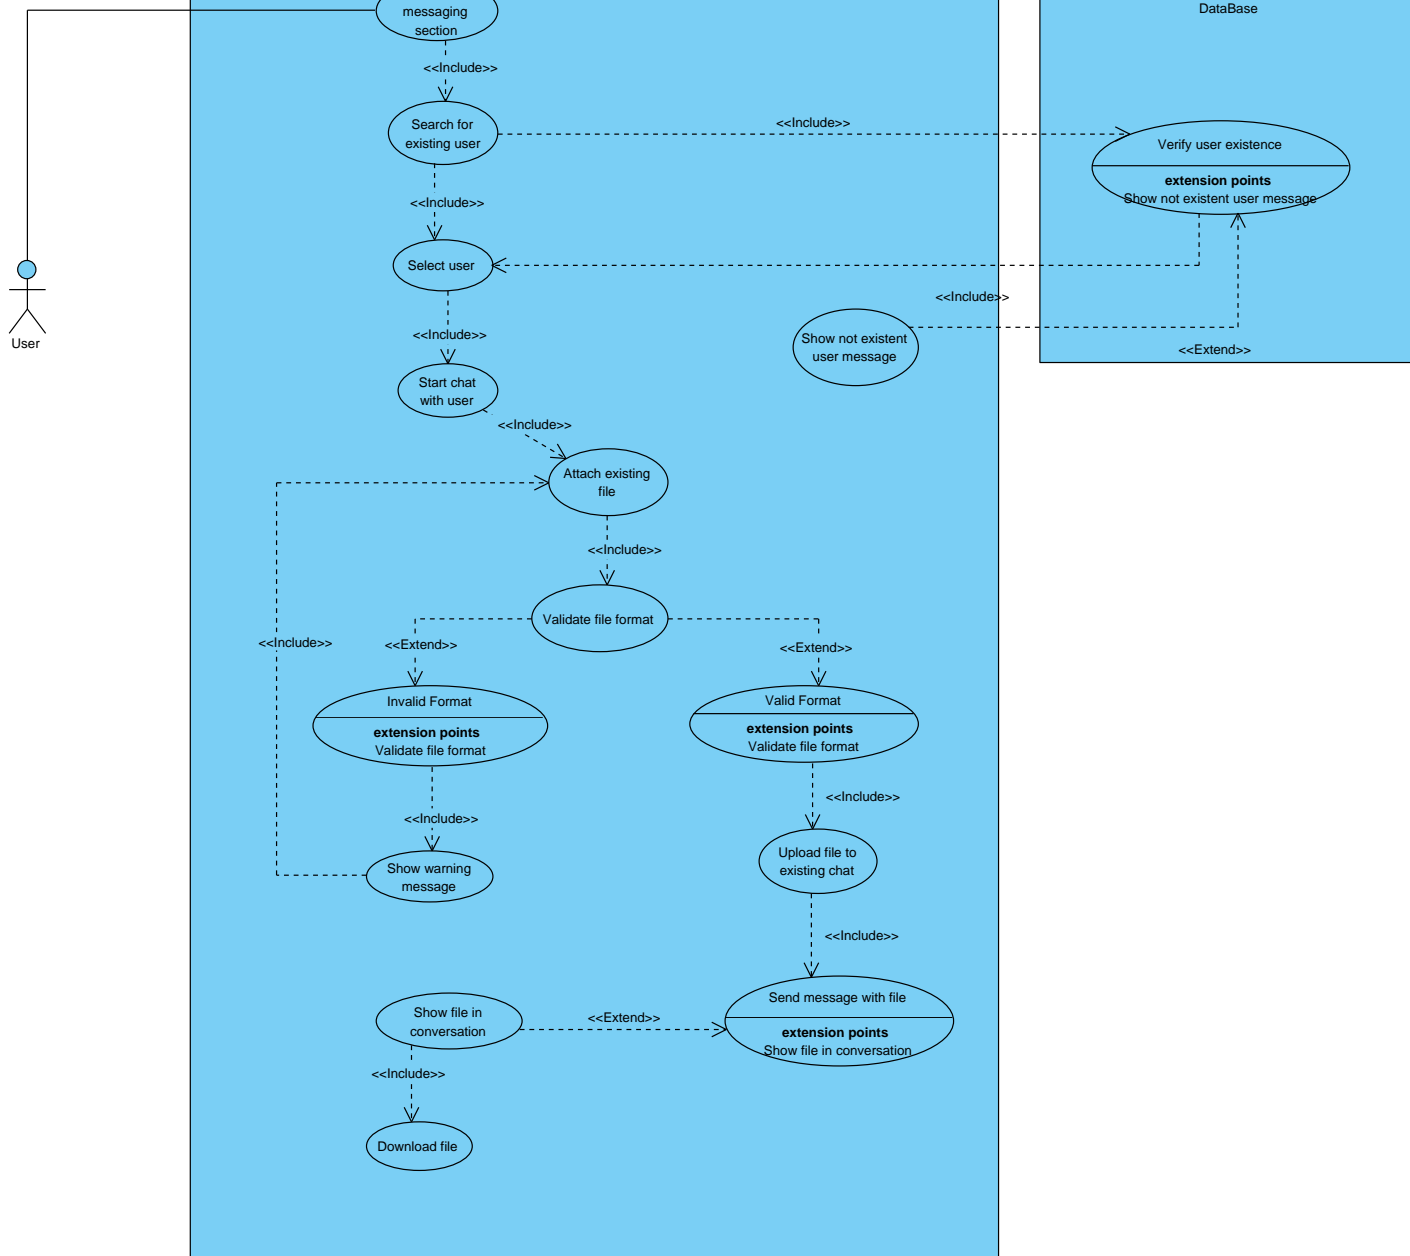 messaging
section
DataBase
<<Include>>
Search for
existing user
<<Include>>
Verify user existence
extension points
Show not existent user message
<<Include>>
Select user
<<Include>>
<<Include>>
Show not existent
user message
<<Extend>>
User
Start chat
with user
<<Include>>
Attach existing
file
<<Include>>
Validate file format
<<Include>>
<<Extend>>
<<Extend>>
Invalid Format
extension points
Validate file format
Valid Format
extension points
Validate file format
<<Include>>
<<Include>>
Show warning
message
Upload file to
existing chat
<<Include>>
Send message with file
extension points
Show file in conversation
Show file in
conversation
<<Extend>>
<<Include>>
Download file